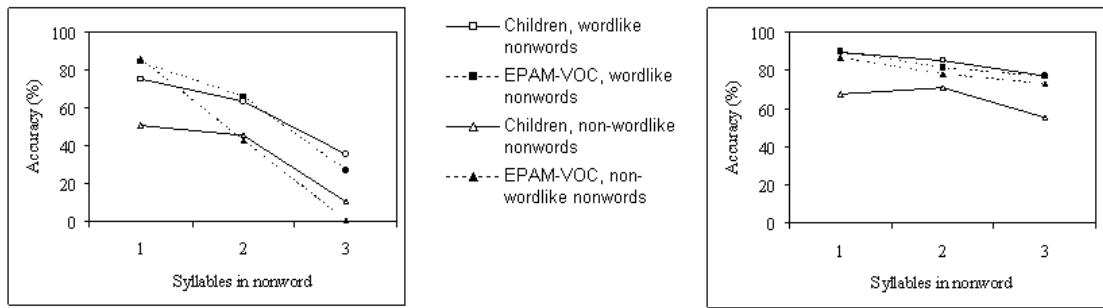 100
80
60
40
20
0
Accuracy (%)
1 2 3
Syllables in nonword
Children, wordlike
nonwords
EPAM-VOC, wordlike
nonwords
Children, non-wordlike
nonwords
EPAM-VOC, non-
wordlike nonwords
100
80
60
40
20
0
Accuracy (%)
1 2 3
Syllables in nonword